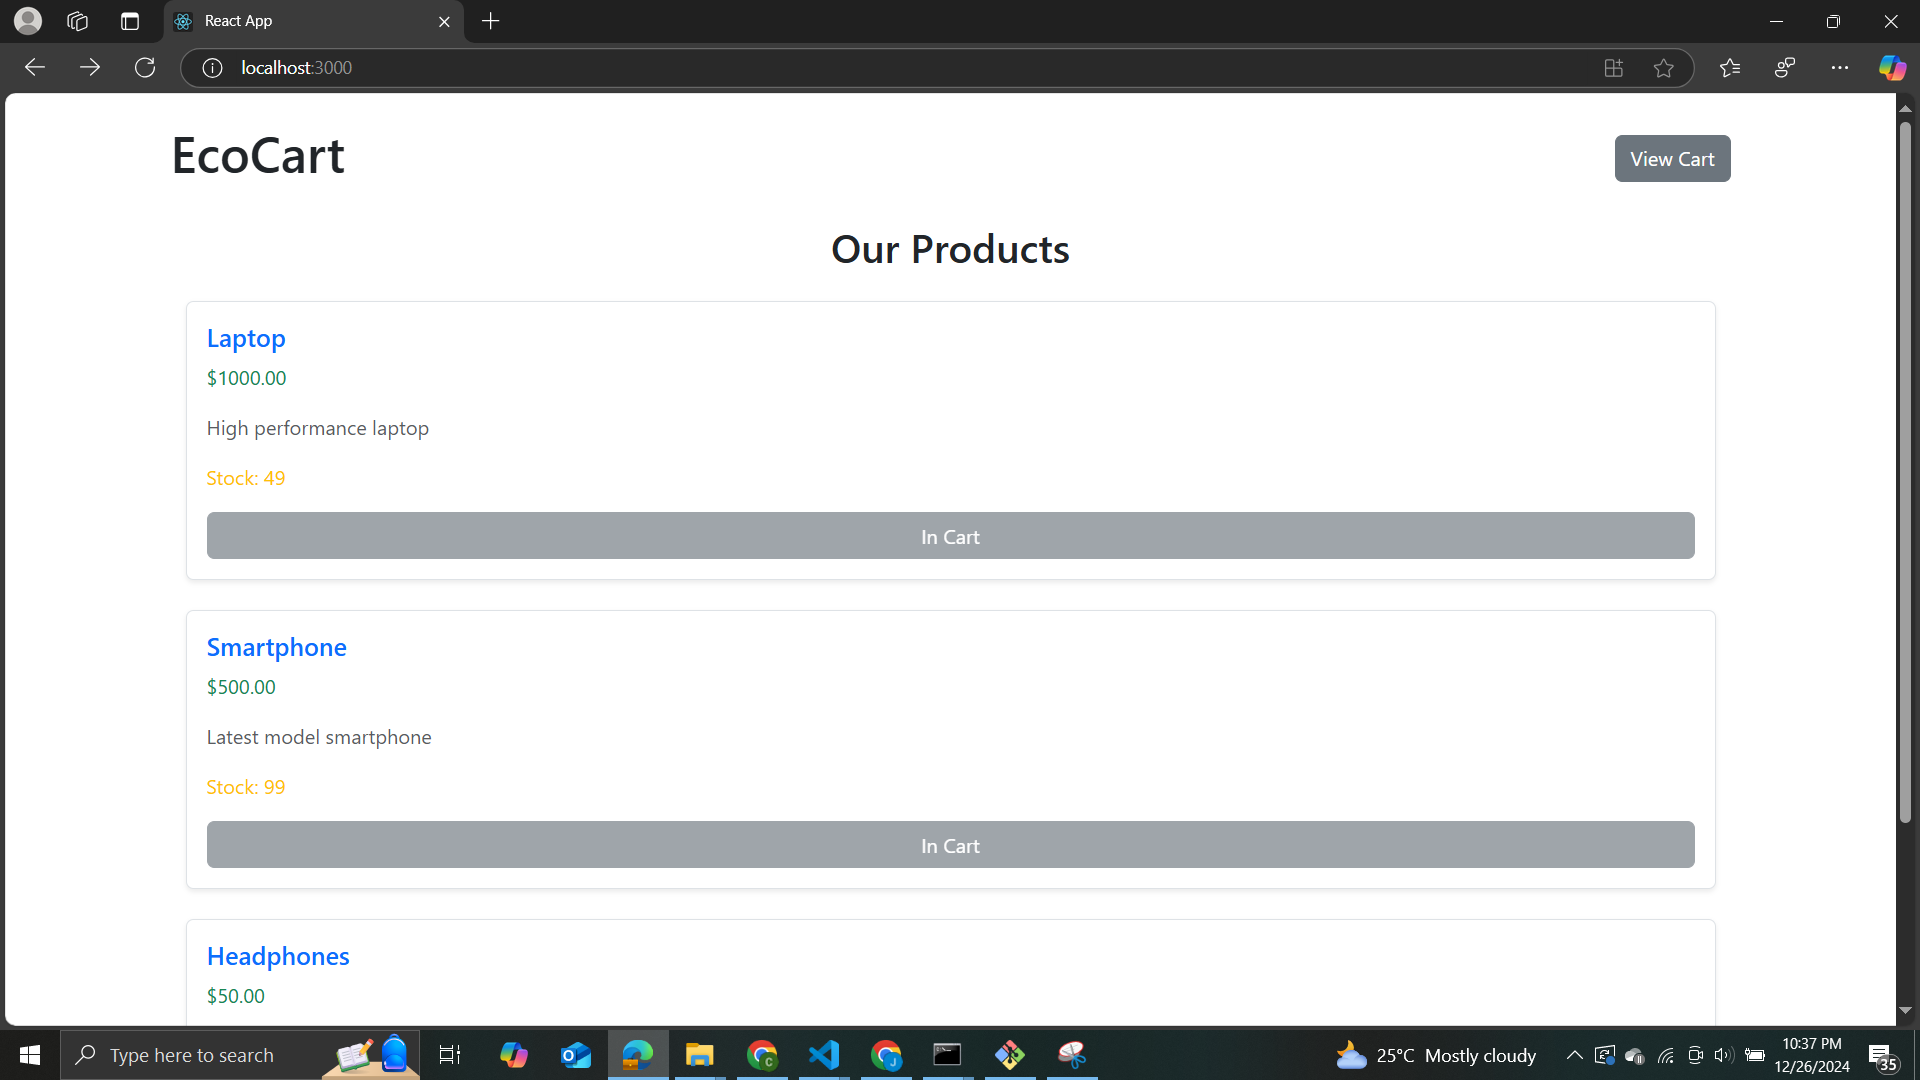 React App
localhost:3000
EcoCart
View Cart
Our Products
Laptop
$1000.00
High performance laptop
Stock: 49
In Cart
Smartphone
$500.00
Latest model smartphone
Stock: 99
In Cart
Headphones
$50.00
Type here to search
25°C Mostly cloudy
10:37 PM
12/26/2024
35